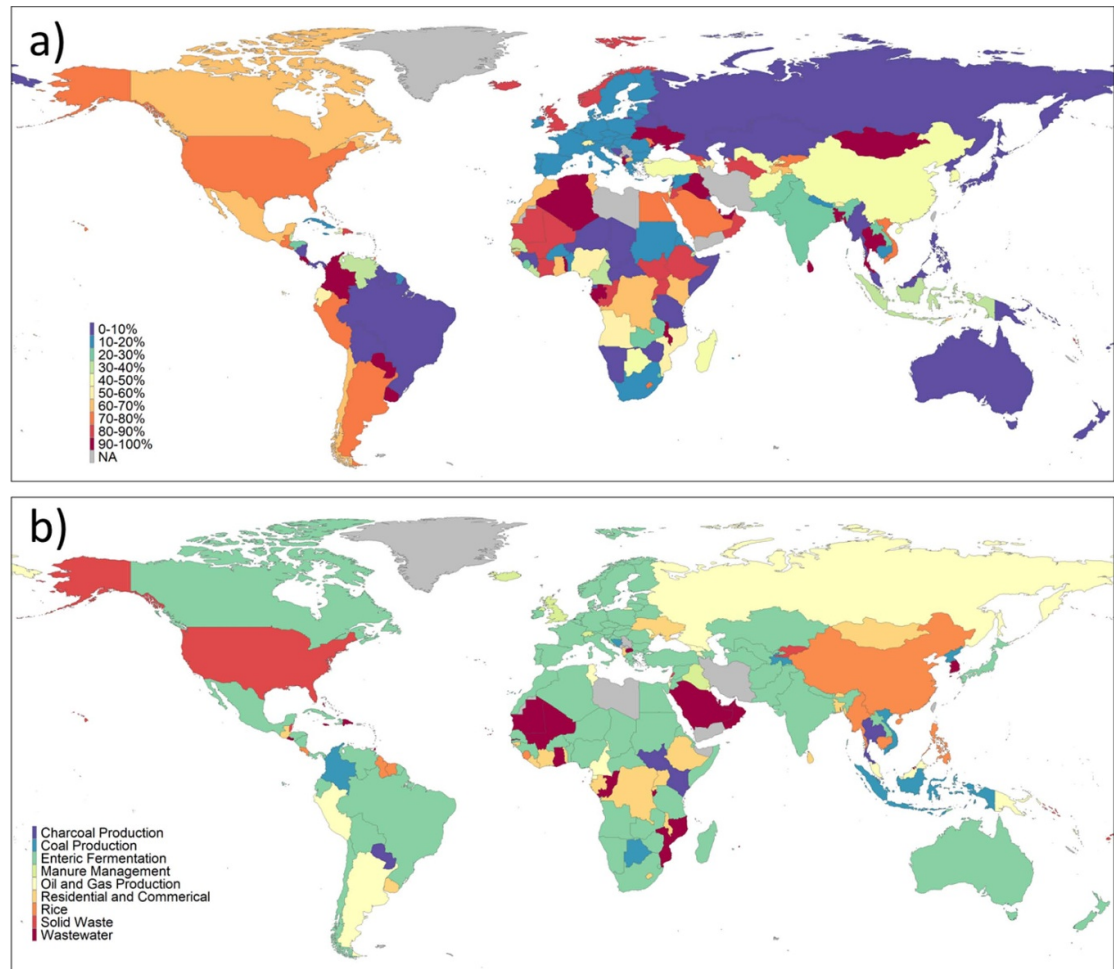 a)
0-10%
10-20%
20-30%
30-40%
40-50%
50-60%
60-70%
70-80%
80-90%
90-100%
NA
b)
Charcoal Production
Coal Production
Enteric Fermentation
Manure Management
Oil and Gas Production
Residential and Commerical
Rice
Solid Waste
Wastewater